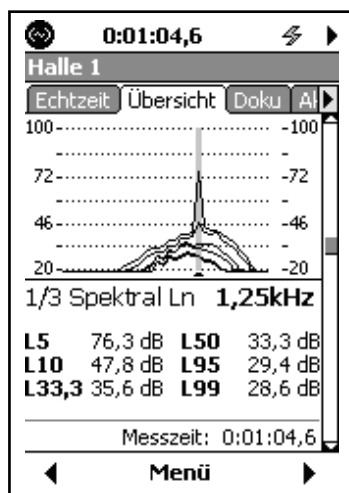 0:01:04,6
Halle 1
Echtzeit Übersicht Doku
100 -100
72 -72
46 -46
20 -20
1/3 Spektral Ln 1,25kHz
L5 76,3 dB L50 33,3 dB
L10 47,8 dB L95 29,4 dB
L33,3 35,6 dB L99 28,6 dB
Messzeit: 0:01:04,6
Menü